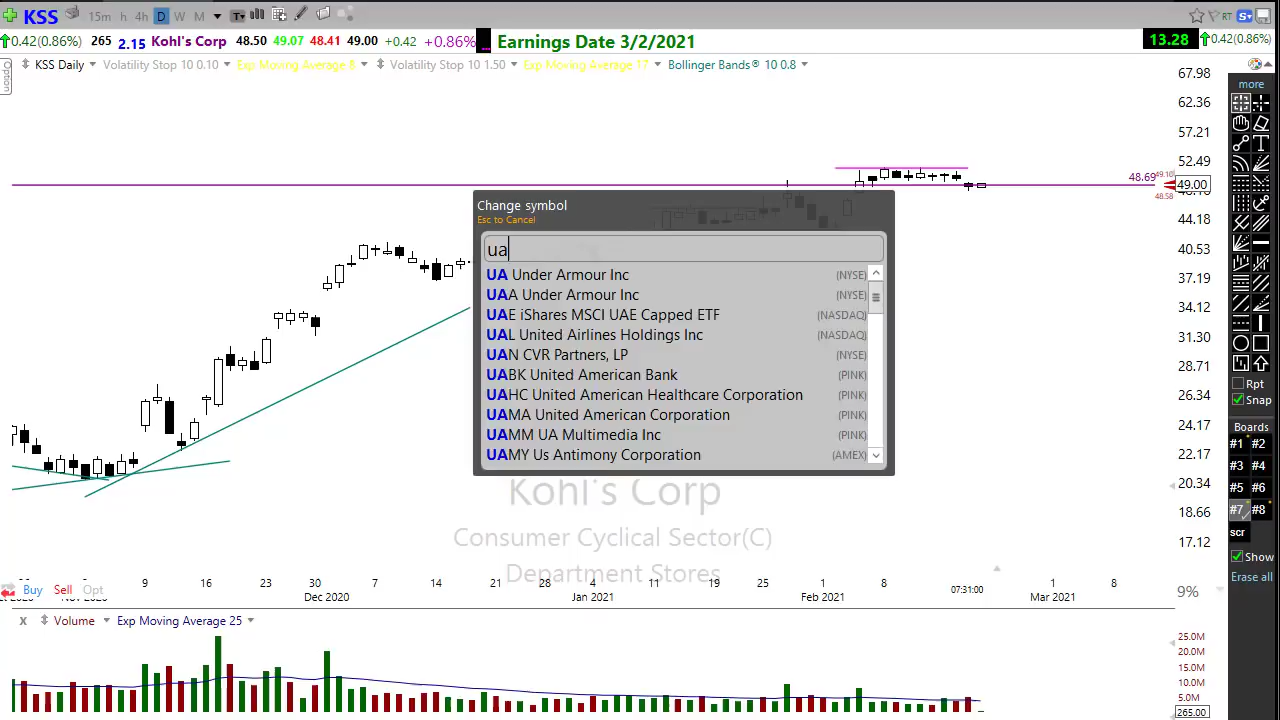 KSS 15m h 4h D W M T RT S
0.42(0.86%) 265 2.15 Kohl's Corp 48.50 49.07 48.41 49.00 +0.42 +0.86% Earnings Date 3/2/2021 13.28 0.42(0.86%)
Option
KSS Daily Volatility Stop 10 0.10 Exp Moving Average 8 Volatility Stop 10 1.50 Exp Moving Average 17 Bollinger Bands® 10 0.8
67.98
more
62.36
57.21
52.49
48.69
49.10
49.00
48.58
44.18
40.53
37.19
34.12
31.30
28.71
26.34
24.17
22.17
20.34
18.66
17.12
Change symbol
Esc to Cancel
ua
UA Under Armour Inc (NYSE)
UAA Under Armour Inc (NYSE)
UAE iShares MSCI UAE Capped ETF (NASDAQ)
UAL United Airlines Holdings Inc (NASDAQ)
UAN CVR Partners, LP (NYSE)
UABK United American Bank (PINK)
UAHC United American Healthcare Corporation (PINK)
UAMA United American Corporation (PINK)
UAMM UA Multimedia Inc (PINK)
UAMY Us Antimony Corporation (AMEX)
Kohl's Corp
Consumer Cyclical Sector(C)
Department Stores
Rpt
Snap
Boards
#1 #2
#3 #4
#5 #6
#7 #8
scr
Show
Erase all
Buy Sell Opt
9 16 23 30 7 14 21 28 4 11 18 25 1 8 07:31:00 1 8
Dec 2020 Jan 2021 Feb 2021 Mar 2021
9%
x Volume Exp Moving Average 25
25.0M
20.0M
15.0M
10.0M
5.0M
265.00